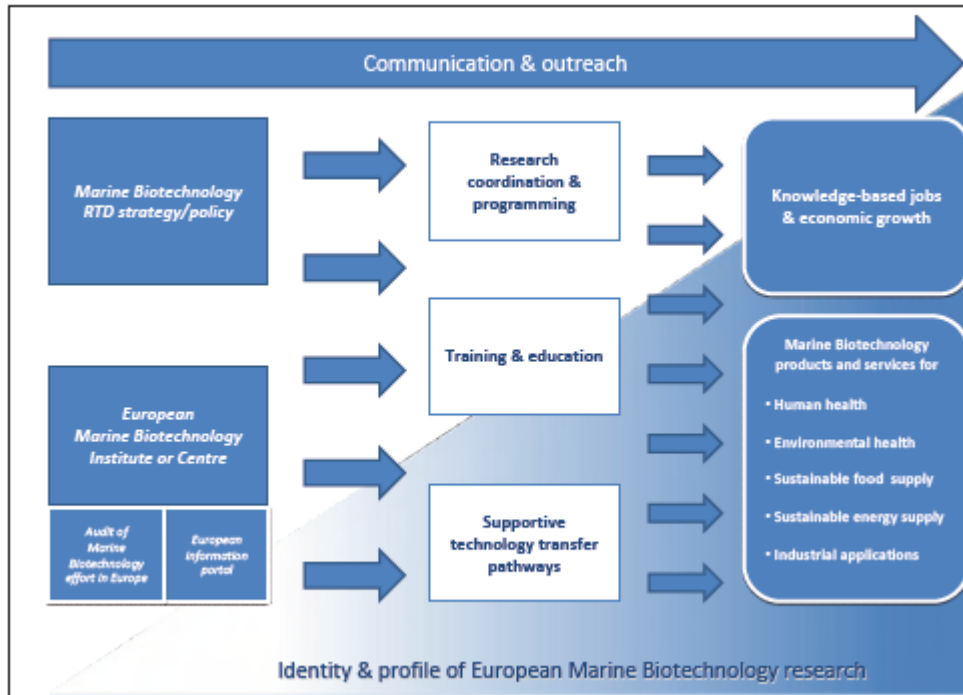 Communication & outreach
Marine Biotechnology
RTD strategy/policy
European
Marine Biotechnology
Institute or Centre
Audit of
Marine
Biotechnology
effort in Europe
European
information
portal
Research
coordination &
programming
Training & education
Supportive
technology transfer
pathways
Knowledge-based jobs
& economic growth
Marine Biotechnology
products and services for
• Human health
• Environmental health
• Sustainable food supply
• Sustainable energy supply
• Industrial applications
Identity & profile of European Marine Biotechnology research